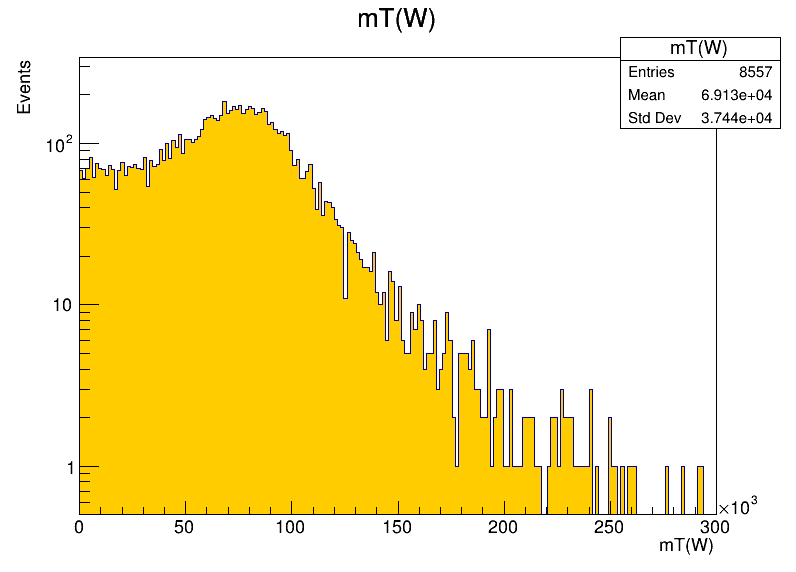 mT(W)
mT(W)
Entries 8557
Mean 6.913e+04
Std Dev 3.744e+04
Events
10²
10
1
0 50 100 150 200 250 300
×10³
mT(W)